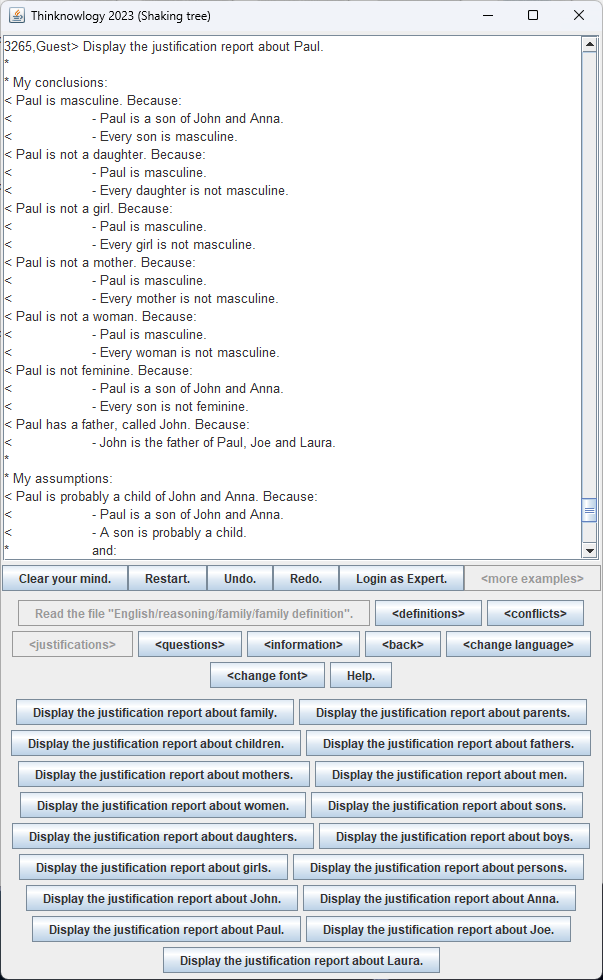 Thinknowlogy 2023 (Shaking tree)
3265,Guest> Display the justification report about Paul.
*
* My conclusions:
< Paul is masculine. Because:
< - Paul is a son of John and Anna.
< - Every son is masculine.
< Paul is not a daughter. Because:
< - Paul is masculine.
< - Every daughter is not masculine.
< Paul is not a girl. Because:
< - Paul is masculine.
< - Every girl is not masculine.
< Paul is not a mother. Because:
< - Paul is masculine.
< - Every mother is not masculine.
< Paul is not a woman. Because:
< - Paul is masculine.
< - Every woman is not masculine.
< Paul is not feminine. Because:
< - Paul is a son of John and Anna.
< - Every son is not feminine.
< Paul has a father, called John. Because:
< - John is the father of Paul, Joe and Laura.
*
* My assumptions:
< Paul is probably a child of John and Anna. Because:
< - Paul is a son of John and Anna.
< - A son is probably a child.
* and:
Clear your mind. Restart. Undo. Redo. Login as Expert. <more examples>
Read the file "English/reasoning/family/family definition". <definitions> <conflicts>
<justifications> <questions> <information> <back> <change language>
<change font> Help.
Display the justification report about family. Display the justification report about parents.
Display the justification report about children. Display the justification report about fathers.
Display the justification report about mothers. Display the justification report about men.
Display the justification report about women. Display the justification report about sons.
Display the justification report about daughters. Display the justification report about boys.
Display the justification report about girls. Display the justification report about persons.
Display the justification report about John. Display the justification report about Anna.
Display the justification report about Paul. Display the justification report about Joe.
Display the justification report about Laura.